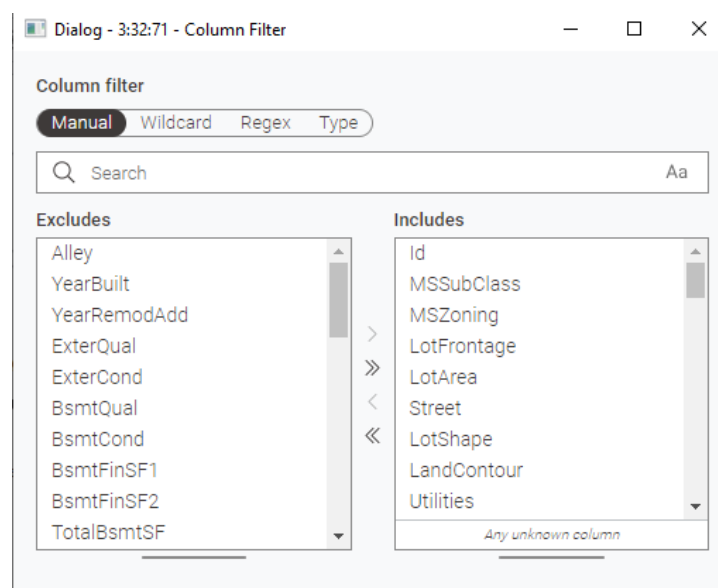 Dialog - 3:32:71 - Column Filter
Column filter
Manual Wildcard Regex Type
Search Aa
Excludes
Alley
YearBuilt
YearRemodAdd
ExterQual
ExterCond
BsmtQual
BsmtCond
BsmtFinSF1
BsmtFinSF2
TotalBsmtSF
Includes
Id
MSSubClass
MSZoning
LotFrontage
LotArea
Street
LotShape
LandContour
Utilities
Any unknown column